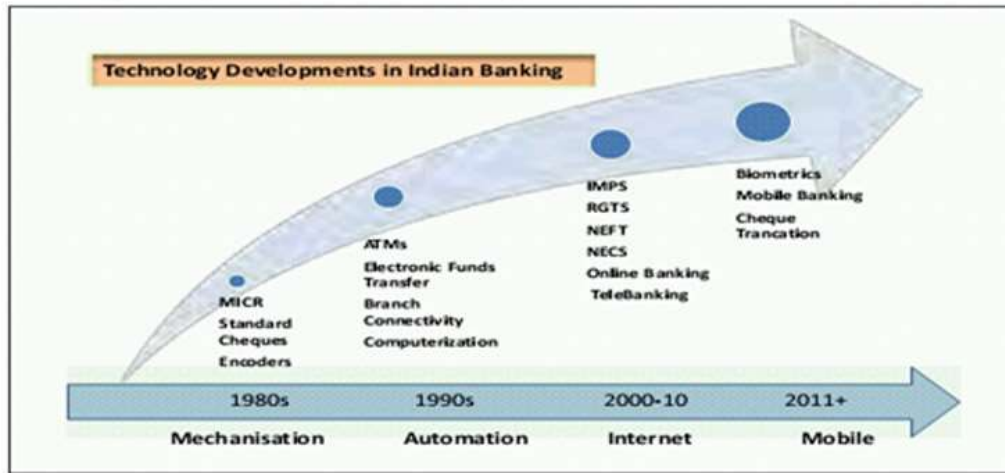 Technology Developments in Indian Banking
MICR
Standard
Cheques
Encoders
ATMs
Electronic Funds
Transfer
Branch
Connectivity
Computerization
IMPS
RGTS
NEFT
NECS
Online Banking
TeleBanking
Biometrics
Mobile Banking
Cheque
Trancation
1980s
1990s
2000-10
2011+
Mechanisation
Automation
Internet
Mobile